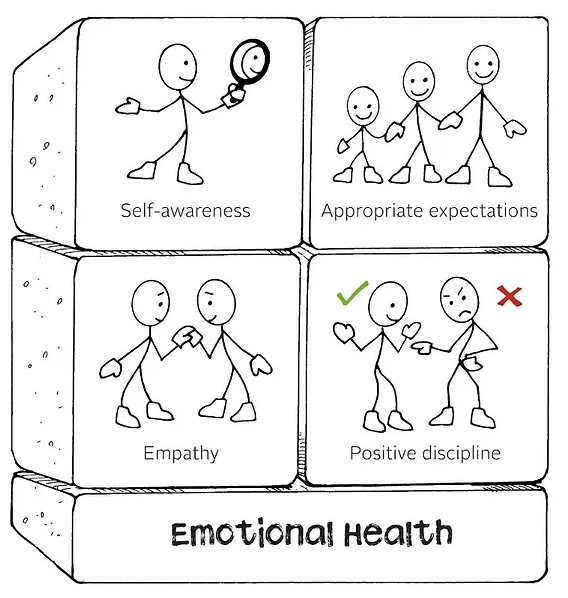 Self-awareness
Appropriate expectations
Empathy
Positive discipline
Emotional Health